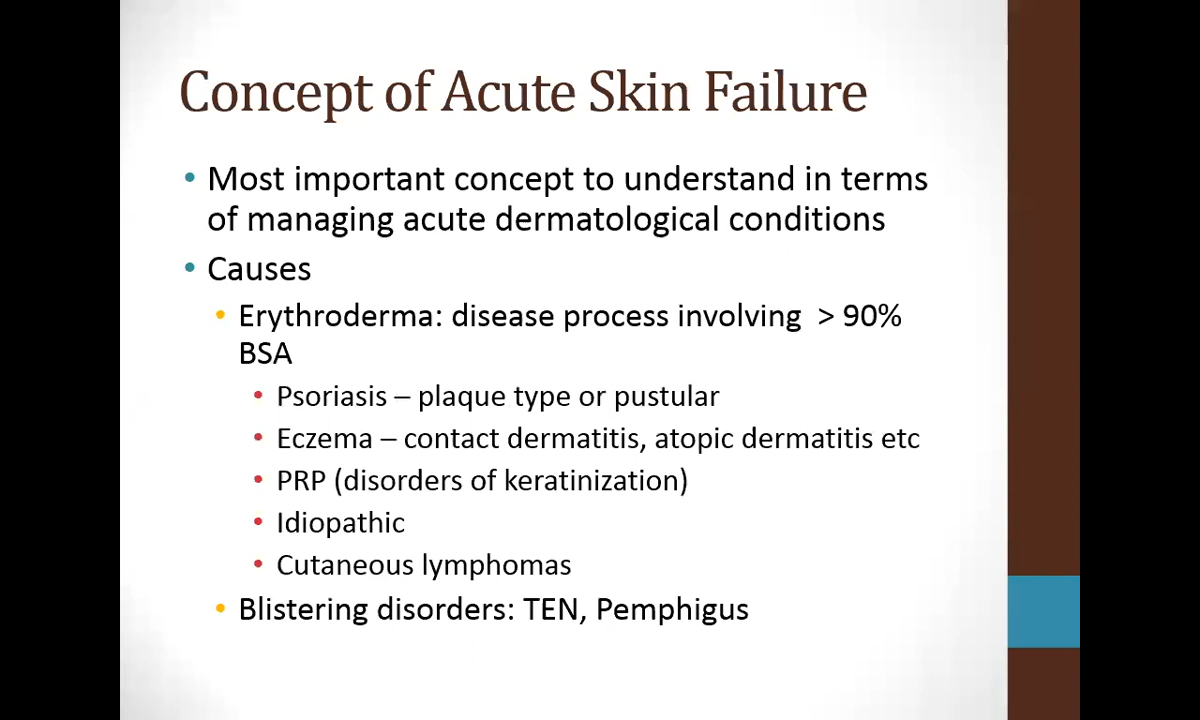 Concept of Acute Skin Failure
• Most important concept to understand in terms
of managing acute dermatological conditions
• Causes
• Erythroderma: disease process involving > 90%
BSA
• Psoriasis – plaque type or pustular
• Eczema – contact dermatitis, atopic dermatitis etc
• PRP (disorders of keratinization)
• Idiopathic
• Cutaneous lymphomas
• Blistering disorders: TEN, Pemphigus